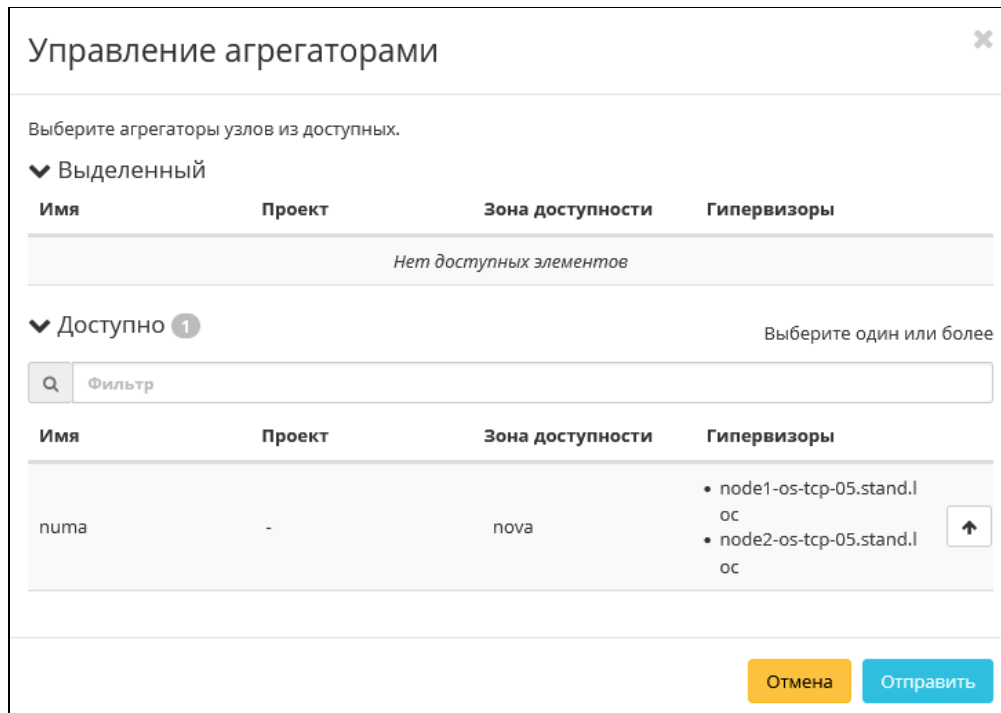 Управление агрегаторами
Выберите агрегаторы узлов из доступных.
Выделенный
Имя Проект Зона доступности Гипервизоры
Нет доступных элементов
Доступно 1
Выберите один или более
Фильтр
Имя Проект Зона доступности Гипервизоры
numa - nova
• node1-os-tcp-05.stand.l
oc
• node2-os-tcp-05.stand.l
oc
Отмена Отправить